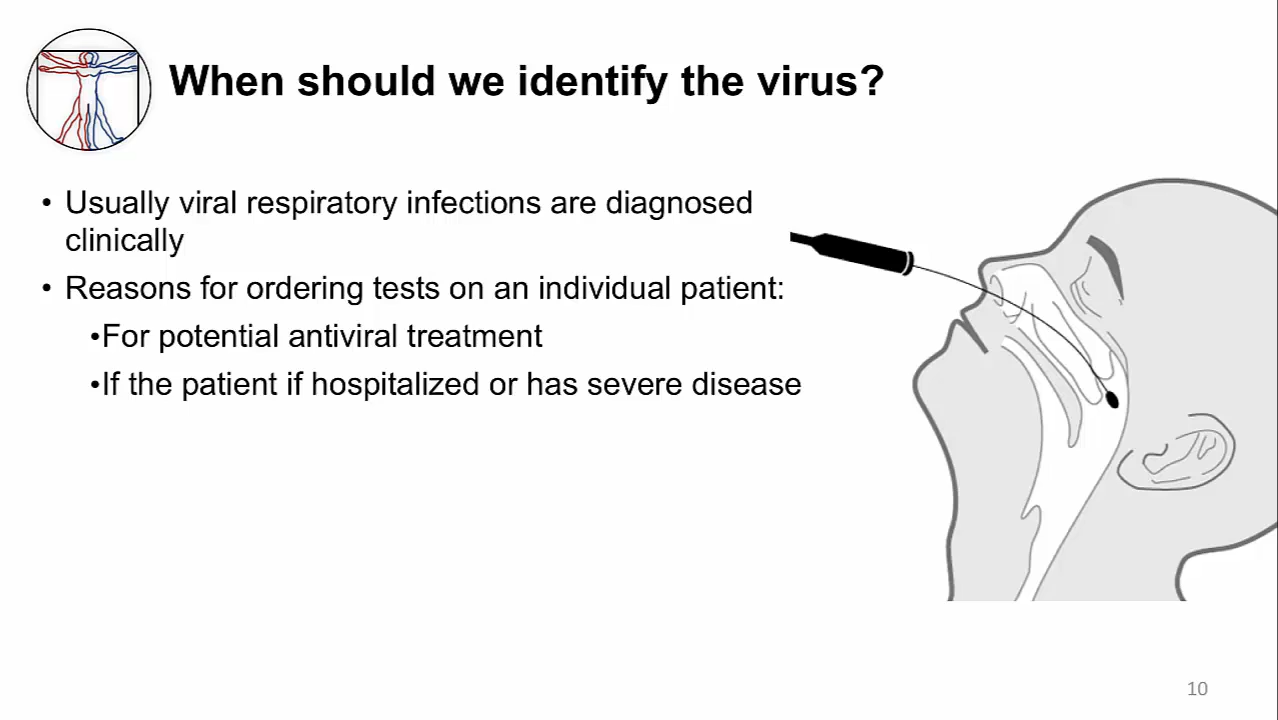 When should we identify the virus?
• Usually viral respiratory infections are diagnosed
clinically
• Reasons for ordering tests on an individual patient:
•For potential antiviral treatment
•If the patient if hospitalized or has severe disease
10